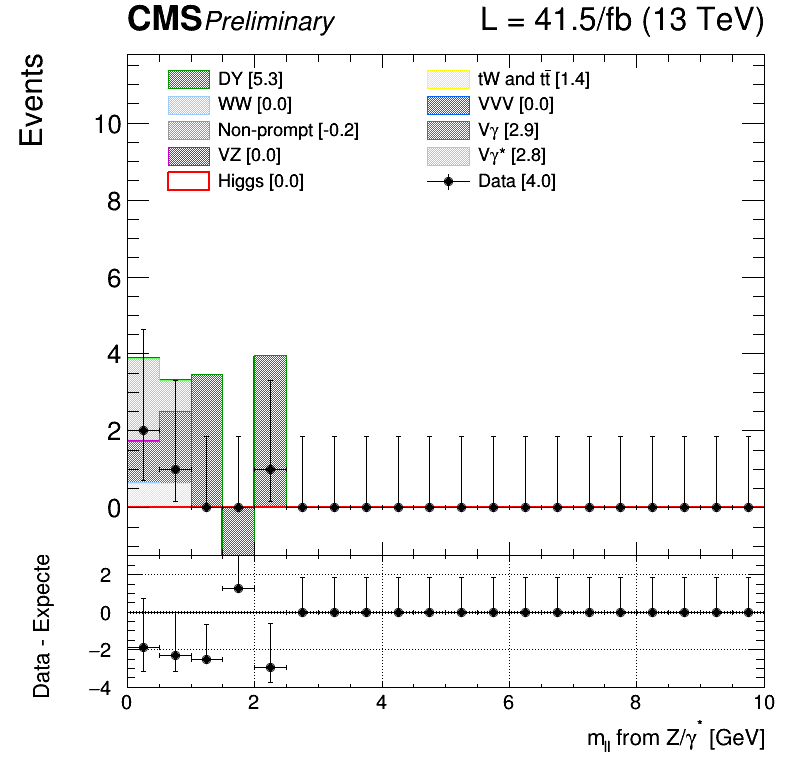 CMS Preliminary L = 41.5/fb (13 TeV)
Events
DY [5.3]
WW [0.0]
Non-prompt [-0.2]
VZ [0.0]
Higgs [0.0]
tW and tt̄ [1.4]
VVV [0.0]
Vγ [2.9]
Vγ* [2.8]
Data [4.0]
10
8
6
4
2
0
Data - Expecte
2
0
−2
−4
0 2 4 6 8 10
m_ll from Z/γ* [GeV]